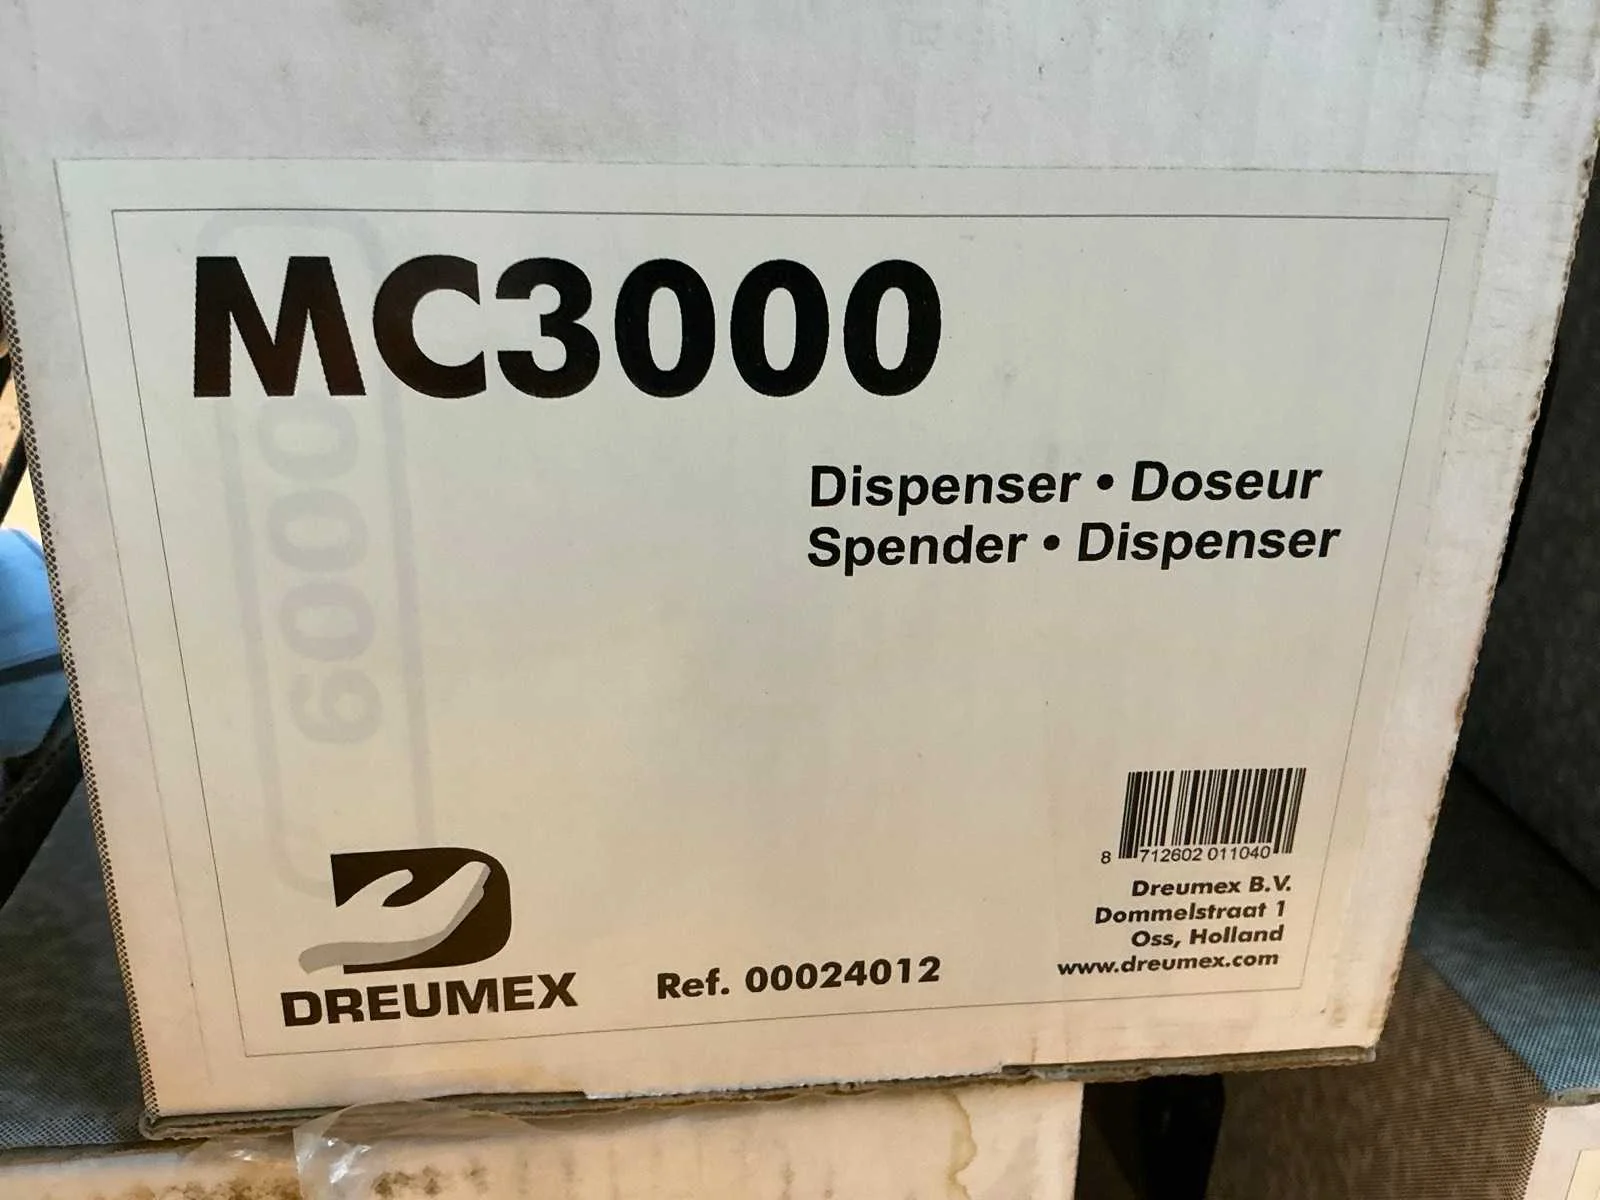 MC3000
Dispenser • Doseur
Spender • Dispenser
6000
8 712602 011040
Dreumex B.V.
Dommelstraat 1
Oss, Holland
www.dreumex.com
DREUMEX
Ref. 00024012